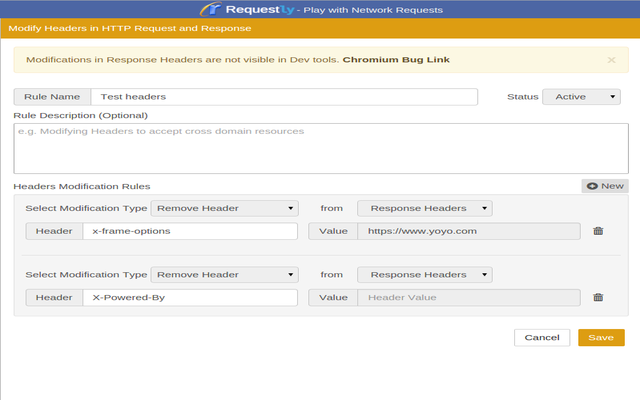 Requestly - Play with Network Requests
Modify Headers in HTTP Request and Response
Modifications in Response Headers are not visible in Dev tools. Chromium Bug Link ×
Rule Name Test headers Status Active
Rule Description (Optional)
e.g. Modifying Headers to accept cross domain resources
Headers Modification Rules New
Select Modification Type Remove Header from Response Headers
Header x-frame-options Value https://www.yoyo.com
Select Modification Type Remove Header from Response Headers
Header X-Powered-By Value Header Value
Cancel Save